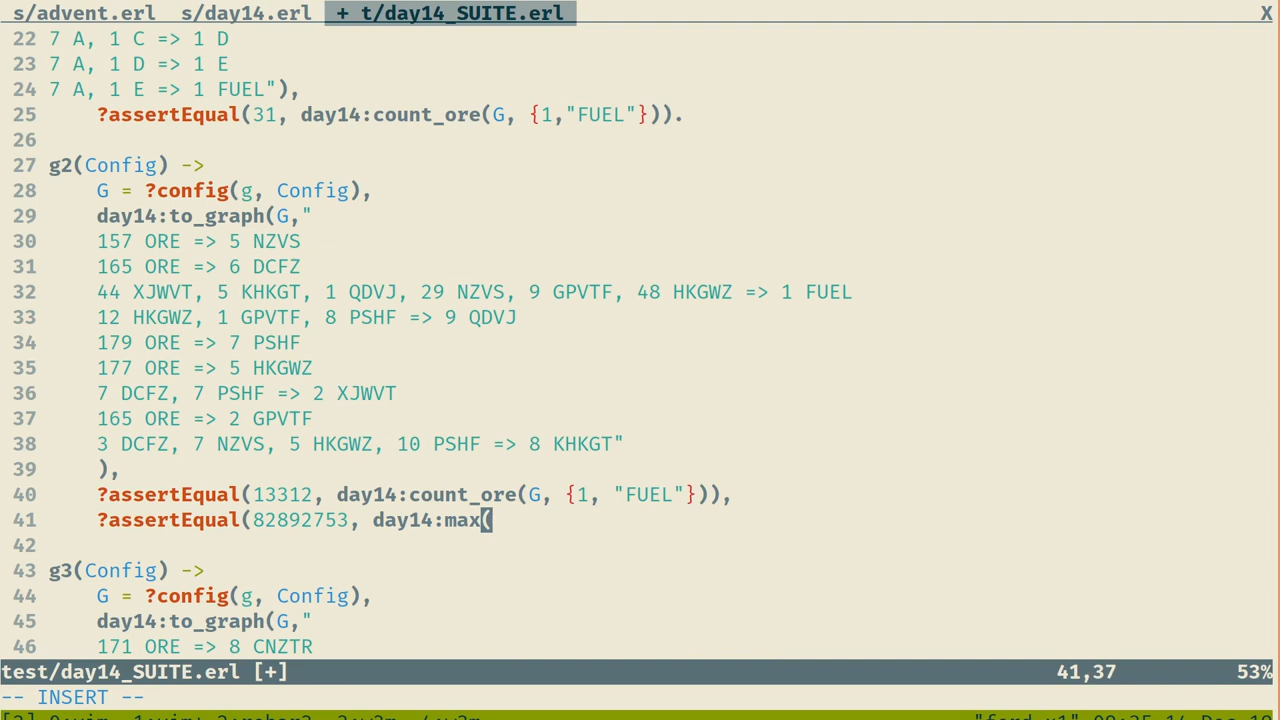 s/advent.erl s/day14.erl + t/day14_SUITE.erl X
22 7 A, 1 C => 1 D
23 7 A, 1 D => 1 E
24 7 A, 1 E => 1 FUEL"),
25     ?assertEqual(31, day14:count_ore(G, {1,"FUEL"})).
26
27 g2(Config) ->
28     G = ?config(g, Config),
29     day14:to_graph(G,"
30     157 ORE => 5 NZVS
31     165 ORE => 6 DCFZ
32     44 XJWVT, 5 KHKGT, 1 QDVJ, 29 NZVS, 9 GPVTF, 48 HKGWZ => 1 FUEL
33     12 HKGWZ, 1 GPVTF, 8 PSHF => 9 QDVJ
34     179 ORE => 7 PSHF
35     177 ORE => 5 HKGWZ
36     7 DCFZ, 7 PSHF => 2 XJWVT
37     165 ORE => 2 GPVTF
38     3 DCFZ, 7 NZVS, 5 HKGWZ, 10 PSHF => 8 KHKGT"
39     ),
40     ?assertEqual(13312, day14:count_ore(G, {1, "FUEL"})),
41     ?assertEqual(82892753, day14:max(
42
43 g3(Config) ->
44     G = ?config(g, Config),
45     day14:to_graph(G,"
46     171 ORE => 8 CNZTR
test/day14_SUITE.erl [+] 41,37 53%
-- INSERT --